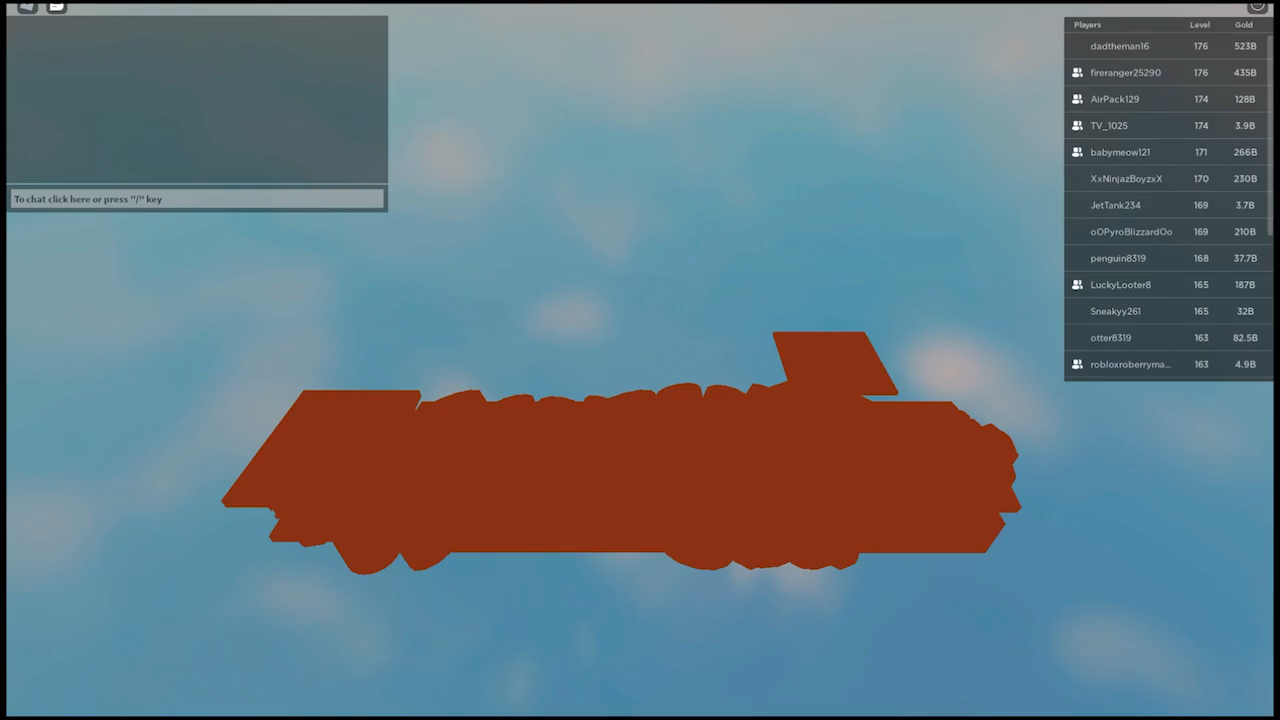 Players Level Gold
dadtheman16 176 523B
fireranger25290 176 435B
AirPack129 174 128B
TV_1025 174 3.9B
babymeow121 171 266B
XxNinjazBoyzxX 170 230B
JetTank234 169 3.7B
To chat click here or press "/" key
oOPyroBlizzardOo 169 210B
penguin8319 168 37.7B
LuckyLooter8 165 187B
Sneakyy261 165 32B
otter8319 163 82.5B
robloxroberryma... 163 4.9B